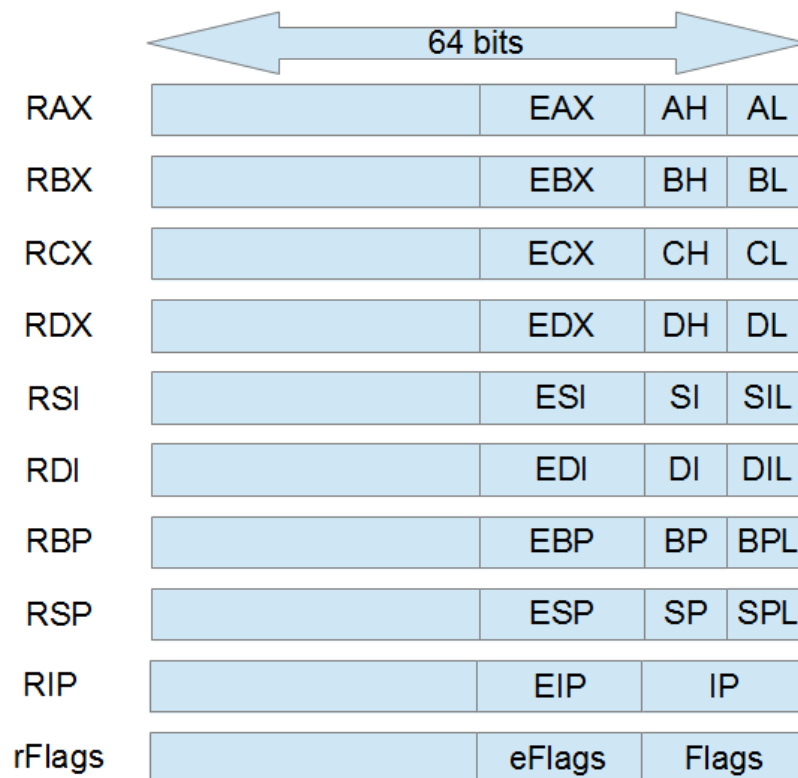 64 bits
RAX EAX AH AL
RBX EBX BH BL
RCX ECX CH CL
RDX EDX DH DL
RSI ESI SI SIL
RDI EDI DI DIL
RBP EBP BP BPL
RSP ESP SP SPL
RIP EIP IP
rFlags eFlags Flags